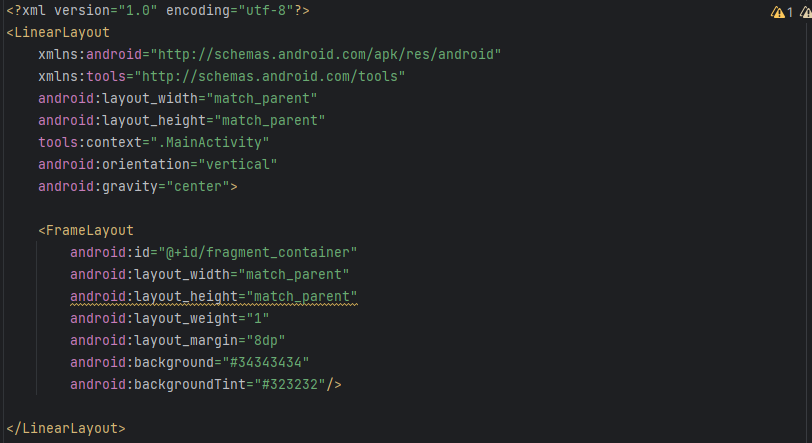 <?xml version="1.0" encoding="utf-8"?>
1
<LinearLayout
xmlns:android="http://schemas.android.com/apk/res/android"
xmlns:tools="http://schemas.android.com/tools"
android:layout_width="match_parent"
android:layout_height="match_parent"
tools:context=".MainActivity"
android:orientation="vertical"
android:gravity="center">
<FrameLayout
android:id="@+id/fragment_container"
android:layout_width="match_parent"
android:layout_height="match_parent"
android:layout_weight="1"
android:layout_margin="8dp"
android:background="#34343434"
android:backgroundTint="#323232"/>
</LinearLayout>